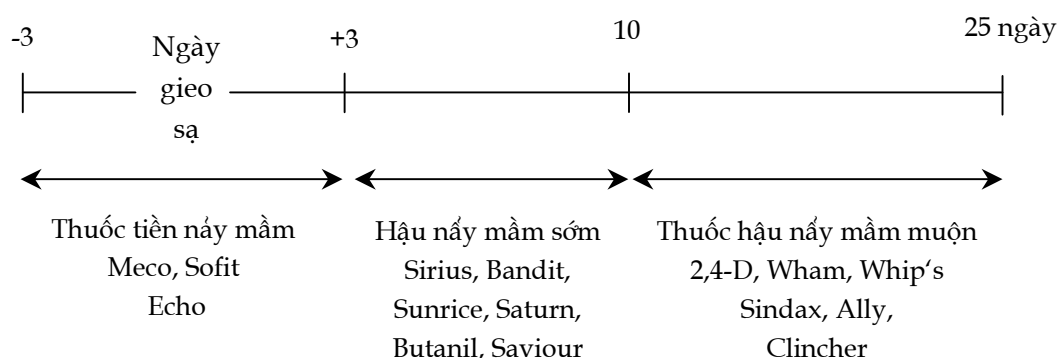 -3 +3 10 25 ngày
Ngày
gieo
sạ
Thuốc tiền nảy mầm
Meco, Sofit
Echo
Hậu nẩy mầm sớm
Sirius, Bandit,
Sunrice, Saturn,
Butanil, Saviour
Thuốc hậu nẩy mầm muộn
2,4-D, Wham, Whip‘s
Sindax, Ally,
Clincher